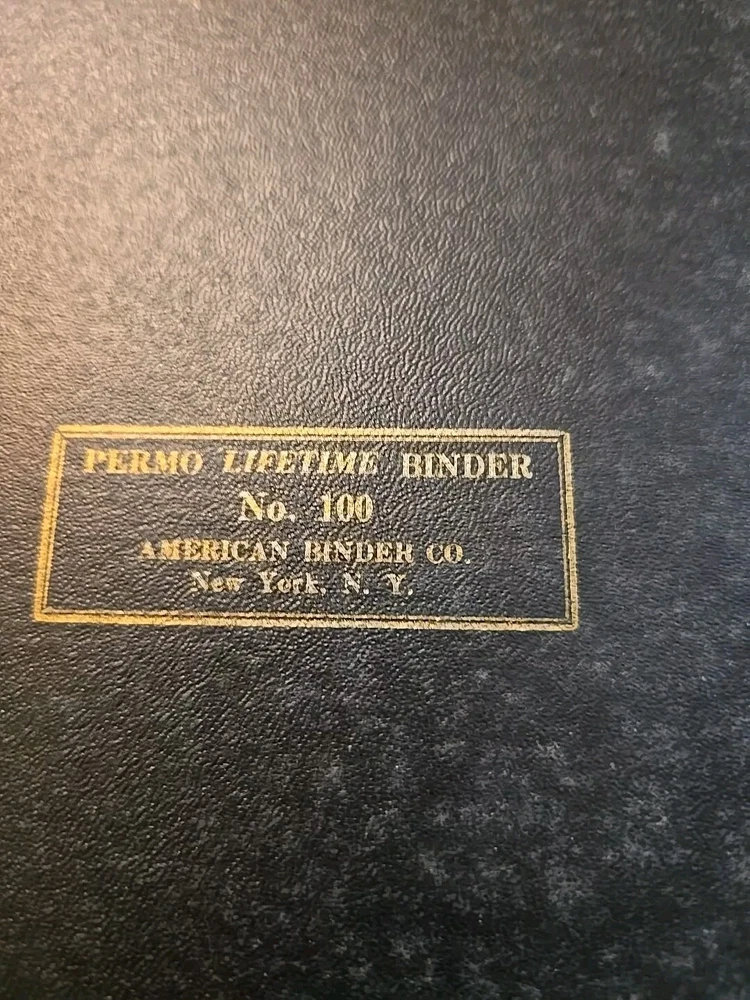 PERMO LIFETIME BINDER
No. 100
AMERICAN BINDER CO.
New York, N. Y.